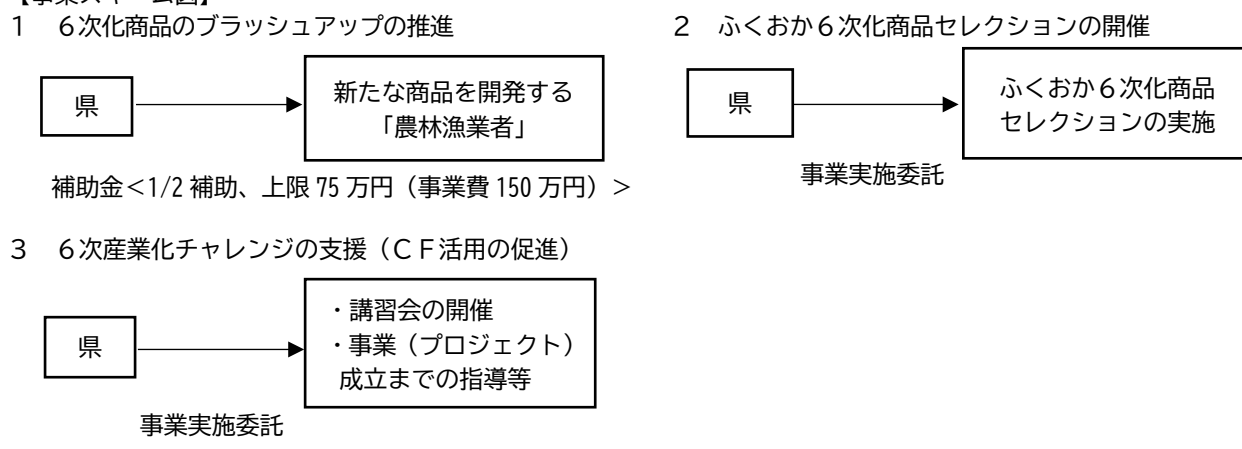 【事業スキーム図】
１　６次化商品のブラッシュアップの推進
県
新たな商品を開発する
「農林漁業者」
補助金＜1/2 補助、上限 75 万円（事業費 150 万円）＞
２　ふくおか６次化商品セレクションの開催
県
ふくおか６次化商品
セレクションの実施
事業実施委託
３　６次産業化チャレンジの支援（ＣＦ活用の促進）
県
・講習会の開催
・事業（プロジェクト）
成立までの指導等
事業実施委託